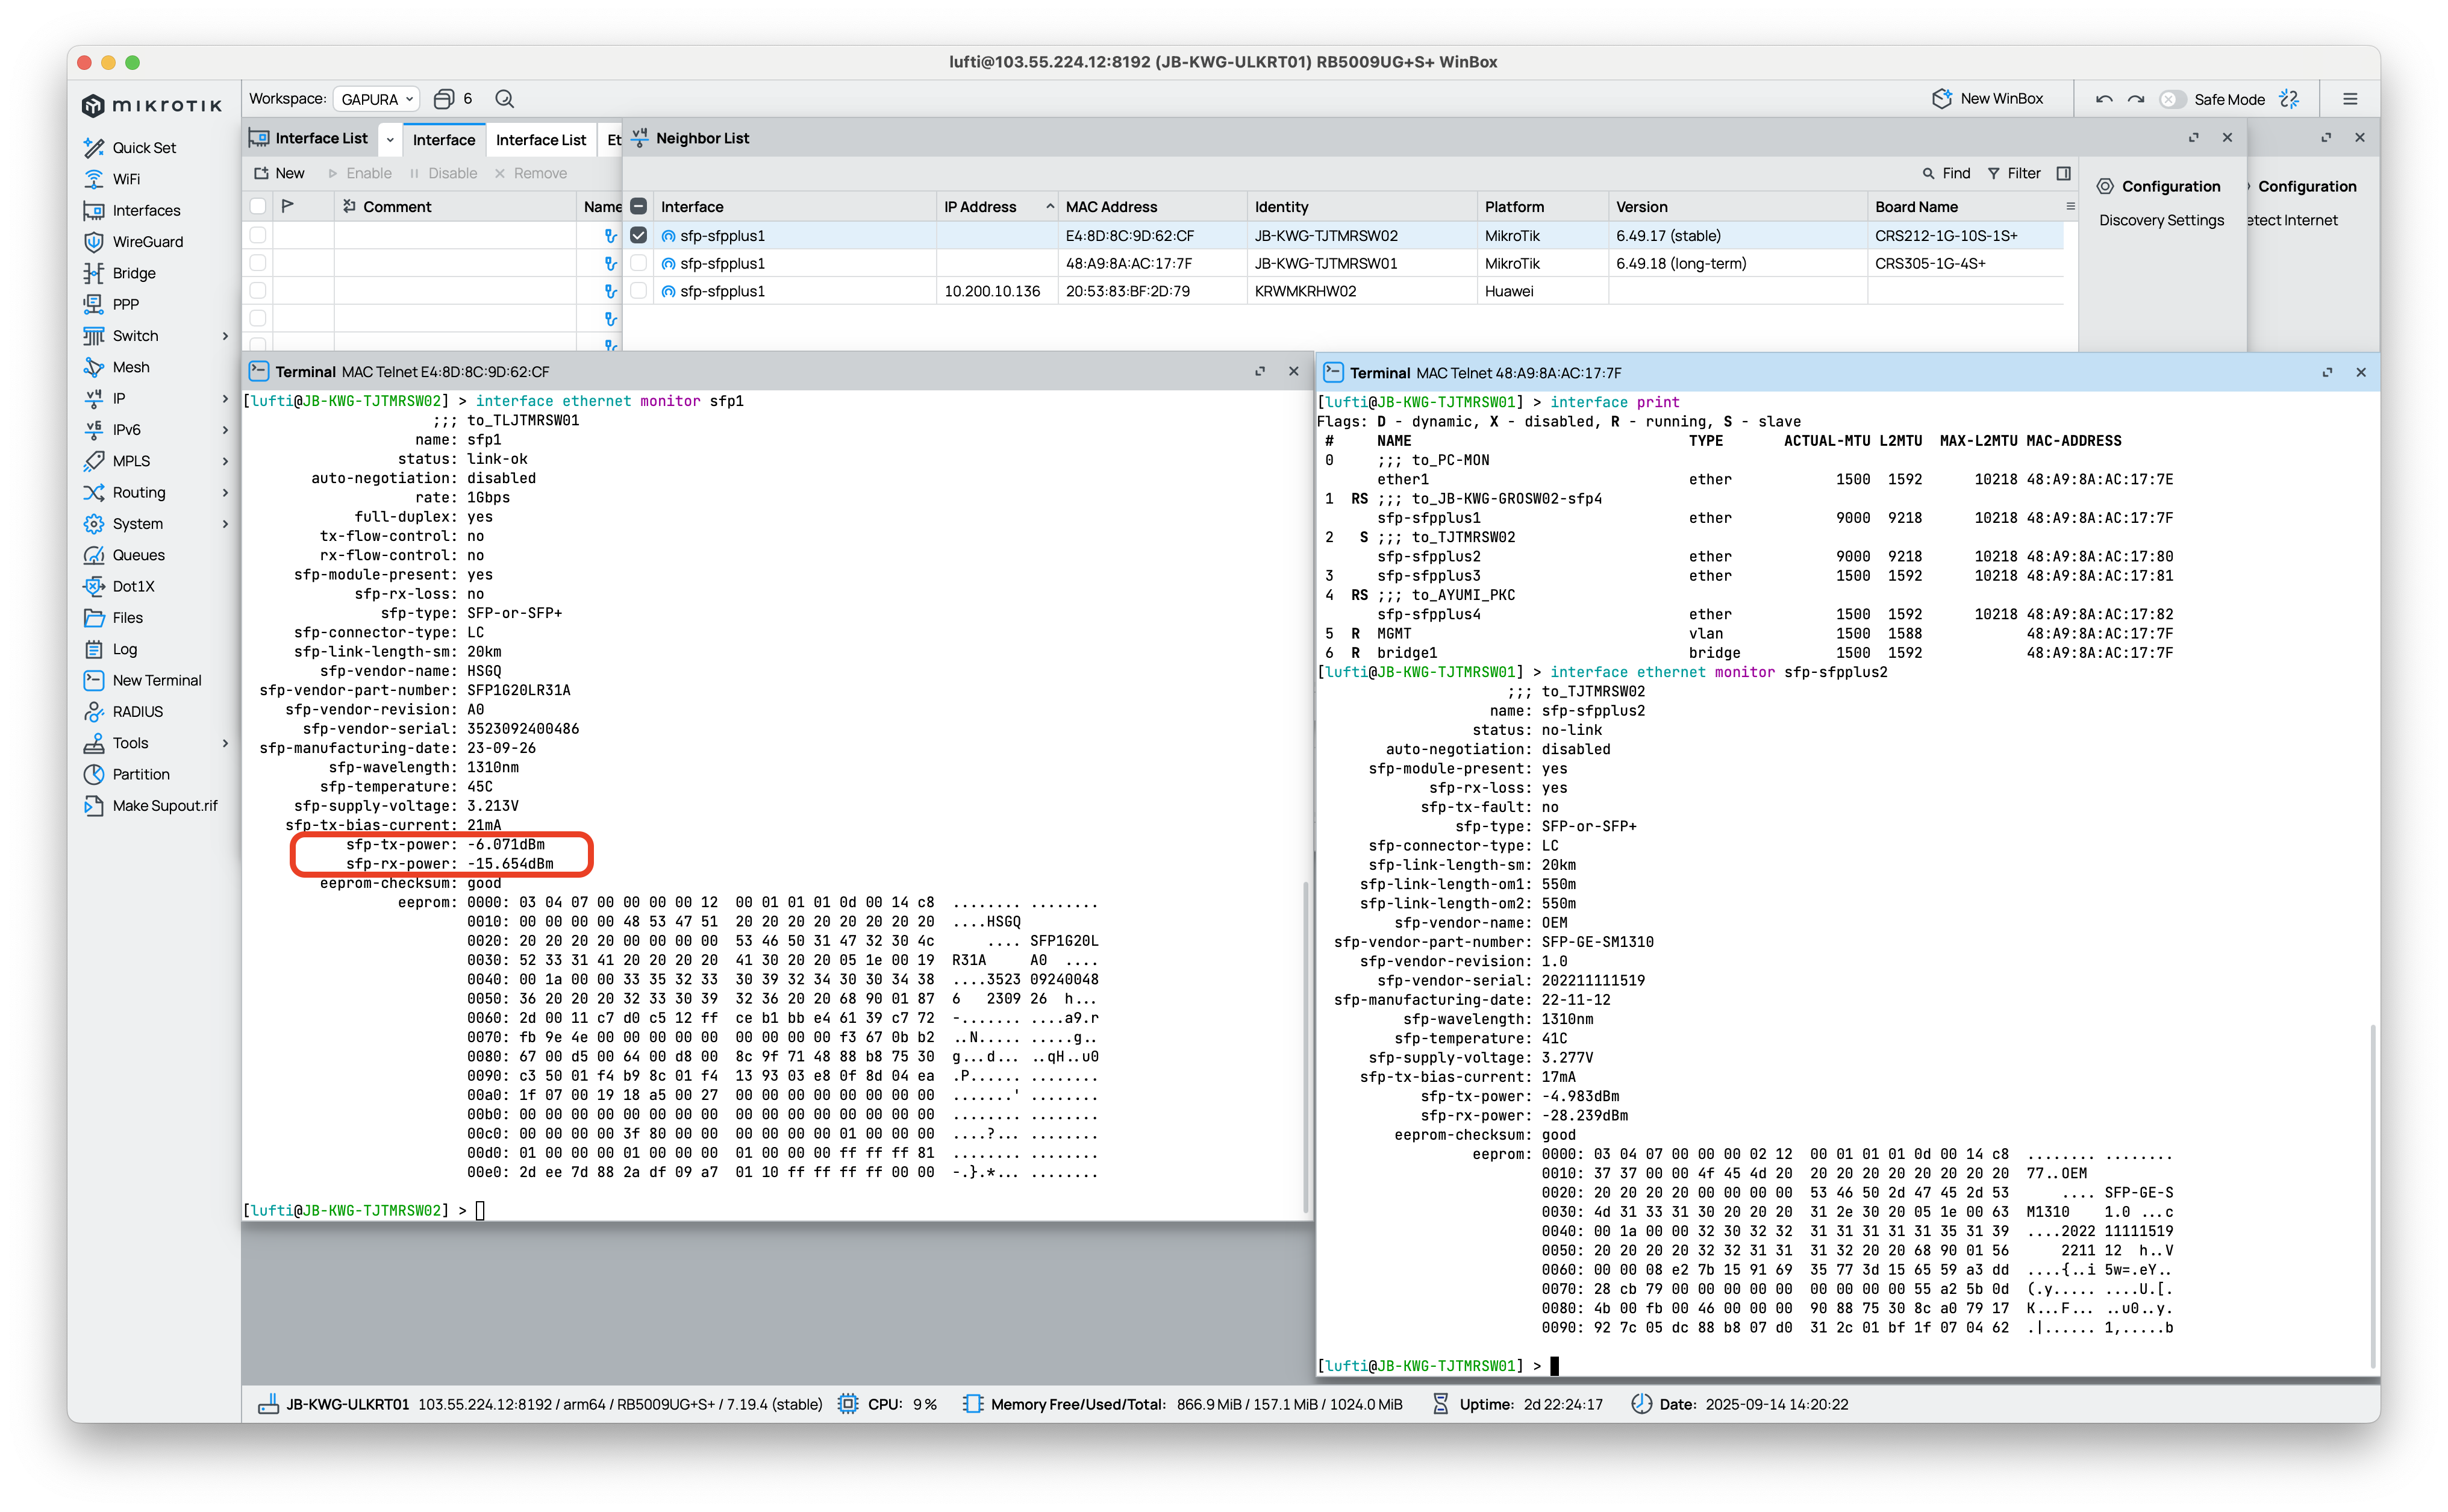 lufti@103.55.224.12:8192 (JB-KWG-ULKRT01) RB5009UG+S+ WinBox
mikrotik
Workspace: GAPURA 6
New WinBox
Safe Mode
Quick Set
WiFi
Interfaces
WireGuard
Bridge
PPP
Switch
Mesh
IP
IPv6
MPLS
Routing
System
Queues
Dot1X
Files
Log
New Terminal
RADIUS
Tools
Partition
Make Supout.rif
Interface List Interface Interface List Et
New Enable Disable Remove
Comment Name
Neighbor List
Find Filter
Configuration
Discovery Settings
Configuration
etect Internet
Interface IP Address MAC Address Identity Platform Version Board Name
sfp-sfpplus1 E4:8D:8C:9D:62:CF JB-KWG-TJTMRSW02 MikroTik 6.49.17 (stable) CRS212-1G-10S-1S+
sfp-sfpplus1 48:A9:8A:AC:17:7F JB-KWG-TJTMRSW01 MikroTik 6.49.18 (long-term) CRS305-1G-4S+
sfp-sfpplus1 10.200.10.136 20:53:83:BF:2D:79 KRWMKRHW02 Huawei
Terminal MAC Telnet E4:8D:8C:9D:62:CF
[lufti@JB-KWG-TJTMRSW02] > interface ethernet monitor sfp1
;;; to_TLJTMRSW01
name: sfp1
status: link-ok
auto-negotiation: disabled
rate: 1Gbps
full-duplex: yes
tx-flow-control: no
rx-flow-control: no
sfp-module-present: yes
sfp-rx-loss: no
sfp-type: SFP-or-SFP+
sfp-connector-type: LC
sfp-link-length-sm: 20km
sfp-vendor-name: HSGQ
sfp-vendor-part-number: SFP1G20LR31A
sfp-vendor-revision: A0
sfp-vendor-serial: 3523092400486
sfp-manufacturing-date: 23-09-26
sfp-wavelength: 1310nm
sfp-temperature: 45C
sfp-supply-voltage: 3.213V
sfp-tx-bias-current: 21mA
sfp-tx-power: -6.071dBm
sfp-rx-power: -15.654dBm
eeprom-checksum: good
eeprom: 0000: 03 04 07 00 00 00 00 12  00 01 01 01 0d 00 14 c8  ........ ........
0010: 00 00 00 00 48 53 47 51  20 20 20 20 20 20 20 20  ....HSGQ
0020: 20 20 20 20 00 00 00 00  53 46 50 31 47 32 30 4c      .... SFP1G20L
0030: 52 33 31 41 20 20 20 20  41 30 20 20 05 1e 00 19  R31A     A0  ....
0040: 00 1a 00 00 33 35 32 33  30 39 32 34 30 30 34 38  ....3523 09240048
0050: 36 20 20 20 32 33 30 39  32 36 20 20 68 90 01 87  6   2309 26  h...
0060: 2d 00 11 c7 d0 c5 12 ff  ce b1 bb e4 61 39 c7 72  -....... ....a9.r
0070: fb 9e 4e 00 00 00 00 00  00 00 00 00 f3 67 0b b2  ..N..... .....g..
0080: 67 00 d5 00 64 00 d8 00  8c 9f 71 48 88 b8 75 30  g...d... ..qH..u0
0090: c3 50 01 f4 b9 8c 01 f4  13 93 03 e8 0f 8d 04 ea  .P...... ........
00a0: 1f 07 00 19 18 a5 00 27  00 00 00 00 00 00 00 00  .......' ........
00b0: 00 00 00 00 00 00 00 00  00 00 00 00 00 00 00 00  ........ ........
00c0: 00 00 00 00 3f 80 00 00  00 00 00 00 01 00 00 00  ....?... ........
00d0: 01 00 00 00 01 00 00 00  01 00 00 00 ff ff ff 81  ........ ........
00e0: 2d ee 7d 88 2a df 09 a7  01 10 ff ff ff ff 00 00  -.}.*... ........
[lufti@JB-KWG-TJTMRSW02] >
Terminal MAC Telnet 48:A9:8A:AC:17:7F
[lufti@JB-KWG-TJTMRSW01] > interface print
Flags: D - dynamic, X - disabled, R - running, S - slave
# NAME TYPE ACTUAL-MTU L2MTU MAX-L2MTU MAC-ADDRESS
0 ;;; to_PC-MON
ether1 ether 1500 1592 10218 48:A9:8A:AC:17:7E
1 RS ;;; to_JB-KWG-GROSW02-sfp4
sfp-sfpplus1 ether 9000 9218 10218 48:A9:8A:AC:17:7F
2 S ;;; to_TJTMRSW02
sfp-sfpplus2 ether 9000 9218 10218 48:A9:8A:AC:17:80
3 sfp-sfpplus3 ether 1500 1592 10218 48:A9:8A:AC:17:81
4 RS ;;; to_AYUMI_PKC
sfp-sfpplus4 ether 1500 1592 10218 48:A9:8A:AC:17:82
5 R MGMT vlan 1500 1588 48:A9:8A:AC:17:7F
6 R bridge1 bridge 1500 1592 48:A9:8A:AC:17:7F
[lufti@JB-KWG-TJTMRSW01] > interface ethernet monitor sfp-sfpplus2
;;; to_TJTMRSW02
name: sfp-sfpplus2
status: no-link
auto-negotiation: disabled
sfp-module-present: yes
sfp-rx-loss: yes
sfp-tx-fault: no
sfp-type: SFP-or-SFP+
sfp-connector-type: LC
sfp-link-length-sm: 20km
sfp-link-length-om1: 550m
sfp-link-length-om2: 550m
sfp-vendor-name: OEM
sfp-vendor-part-number: SFP-GE-SM1310
sfp-vendor-revision: 1.0
sfp-vendor-serial: 202211111519
sfp-manufacturing-date: 22-11-12
sfp-wavelength: 1310nm
sfp-temperature: 41C
sfp-supply-voltage: 3.277V
sfp-tx-bias-current: 17mA
sfp-tx-power: -4.983dBm
sfp-rx-power: -28.239dBm
eeprom-checksum: good
eeprom: 0000: 03 04 07 00 00 00 02 12  00 01 01 01 0d 00 14 c8  ........ ........
0010: 37 37 00 00 4f 45 4d 20  20 20 20 20 20 20 20 20  77..OEM
0020: 20 20 20 20 00 00 00 00  53 46 50 2d 47 45 2d 53      .... SFP-GE-S
0030: 4d 31 33 31 30 20 20 20  31 2e 30 20 05 1e 00 63  M1310    1.0 ...c
0040: 00 1a 00 00 32 30 32 32  31 31 31 31 31 35 31 39  ....2022 11111519
0050: 20 20 20 20 32 32 31 31  31 32 20 20 68 90 01 56      2211 12  h..V
0060: 00 00 08 e2 7b 15 91 69  35 77 3d 15 65 59 a3 dd  ....{..i 5w=.eY..
0070: 28 cb 79 00 00 00 00 00  00 00 00 00 55 a2 5b 0d  (.y..... ....U.[.
0080: 4b 00 fb 00 46 00 00 00  90 88 75 30 8c a0 79 17  K...F... ..u0..y.
0090: 92 7c 05 dc 88 b8 07 d0  31 2c 01 bf 1f 07 04 62  .|...... 1,.....b
[lufti@JB-KWG-TJTMRSW01] >
JB-KWG-ULKRT01 103.55.224.12:8192 / arm64 / RB5009UG+S+ / 7.19.4 (stable) CPU: 9 % Memory Free/Used/Total: 866.9 MiB / 157.1 MiB / 1024.0 MiB Uptime: 2d 22:24:17 Date: 2025-09-14 14:20:22